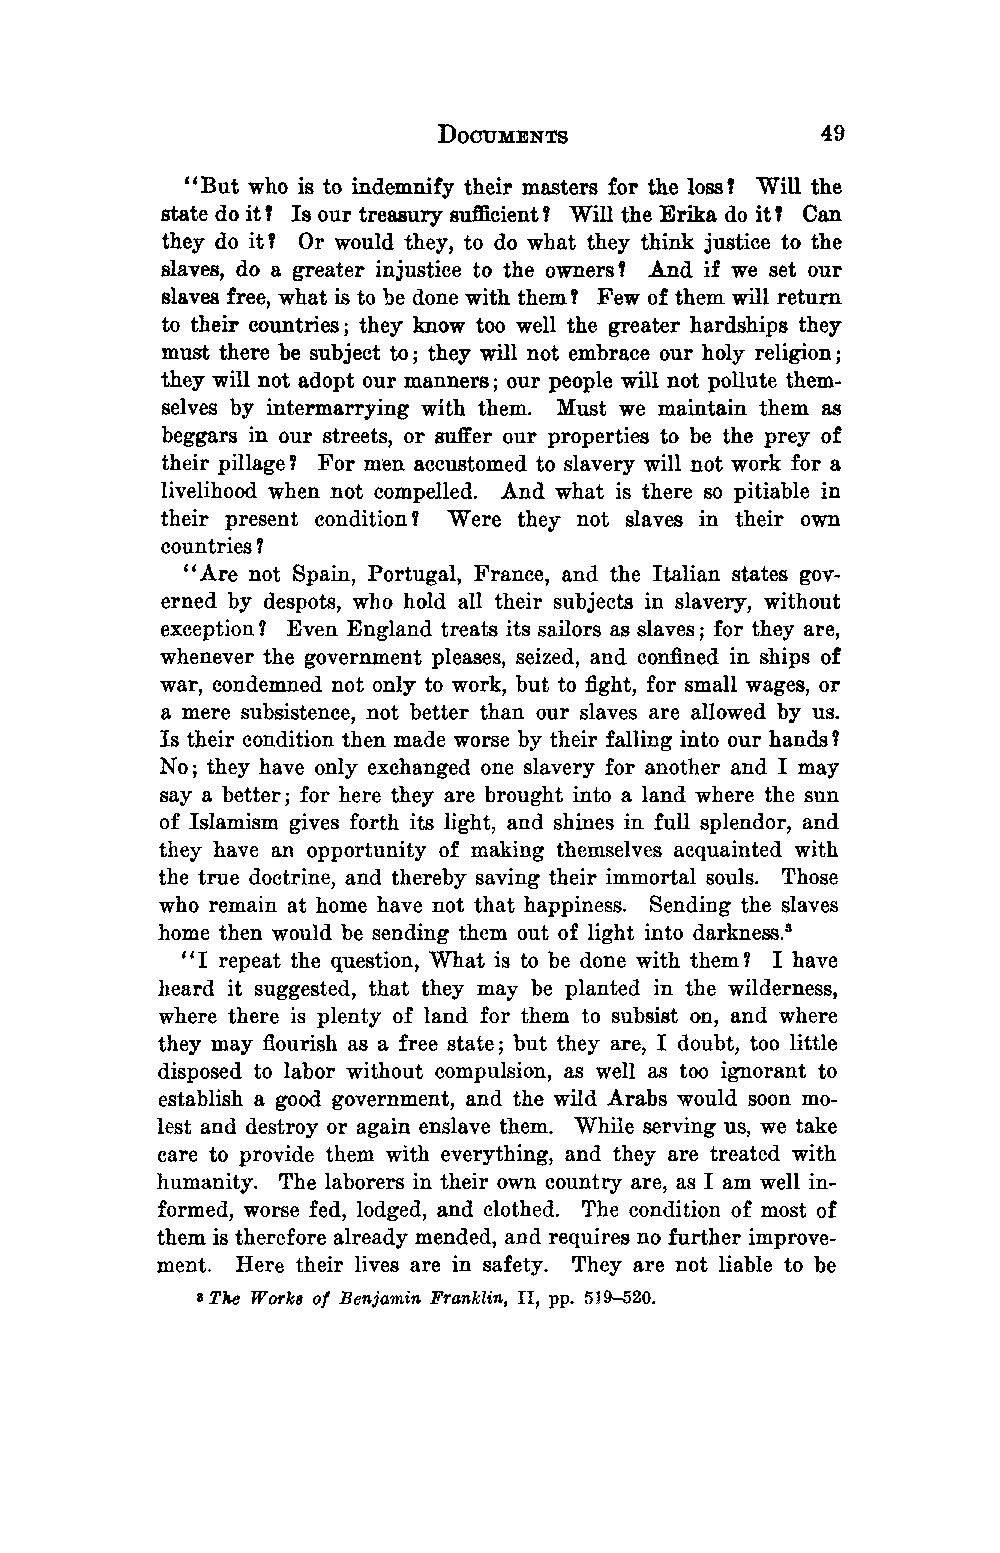 DOCUMENTS 49
“But who is to indemnify their masters for the loss? Will the
state do it? Is our treasury sufficient? Will the Erika do it? Can
they do it? Or would they, to do what they think justice to the
slaves, do a greater injustice to the owners? And if we set our
slaves free, what is to be done with them? Few of them will return
to their countries; they know too well the greater hardships they
must there be subject to; they will not embrace our holy religion;
they will not adopt our manners; our people will not pollute them-
selves by intermarrying with them. Must we maintain them as
beggars in our streets, or suffer our properties to be the prey of
their pillage? For men accustomed to slavery will not work for a
livelihood when not compelled. And what is there so pitiable in
their present condition? Were they not slaves in their own
countries?
“Are not Spain, Portugal, France, and the Italian states gov-
erned by despots, who hold all their subjects in slavery, without
exception? Even England treats its sailors as slaves; for they are,
whenever the government pleases, seized, and confined in ships of
war, condemned not only to work, but to fight, for small wages, or
a mere subsistence, not better than our slaves are allowed by us.
Is their condition then made worse by their falling into our hands?
No; they have only exchanged one slavery for another and I may
say a better; for here they are brought into a land where the sun
of Islamism gives forth its light, and shines in full splendor, and
they have an opportunity of making themselves acquainted with
the true doctrine, and thereby saving their immortal souls. Those
who remain at home have not that happiness. Sending the slaves
home then would be sending them out of light into darkness.³
“I repeat the question, What is to be done with them? I have
heard it suggested, that they may be planted in the wilderness,
where there is plenty of land for them to subsist on, and where
they may flourish as a free state; but they are, I doubt, too little
disposed to labor without compulsion, as well as too ignorant to
establish a good government, and the wild Arabs would soon mo-
lest and destroy or again enslave them. While serving us, we take
care to provide them with everything, and they are treated with
humanity. The laborers in their own country are, as I am well in-
formed, worse fed, lodged, and clothed. The condition of most of
them is therefore already mended, and requires no further improve-
ment. Here their lives are in safety. They are not liable to be
³ The Works of Benjamin Franklin, II, pp. 519–520.